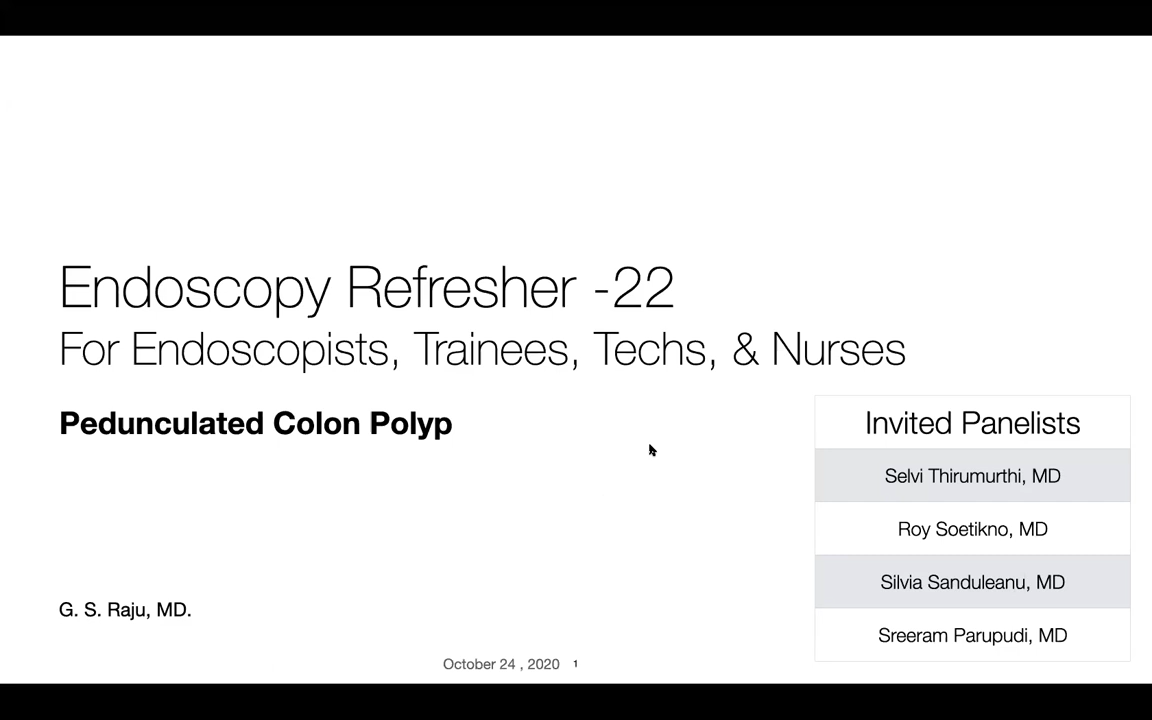 Endoscopy Refresher -22
For Endoscopists, Trainees, Techs, & Nurses
Pedunculated Colon Polyp
Invited Panelists
Selvi Thirumurthi, MD
Roy Soetikno, MD
Silvia Sanduleanu, MD
Sreeram Parupudi, MD
G. S. Raju, MD.
October 24 , 2020 1